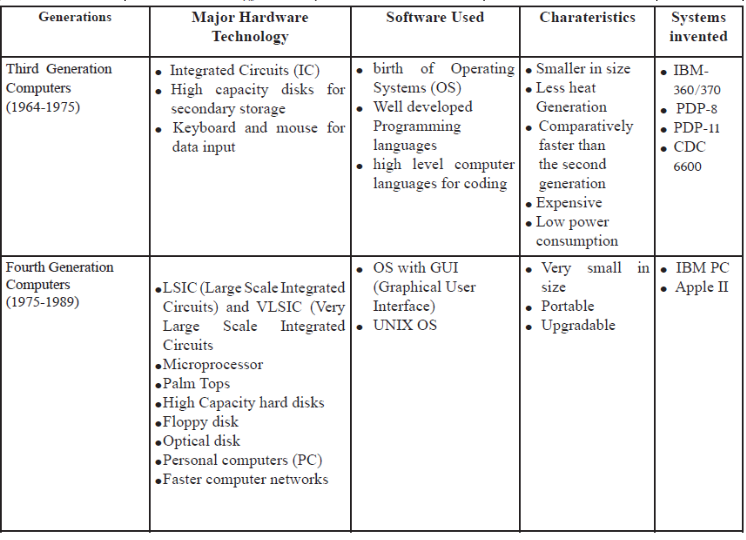 Generations
Major Hardware
Technology
Software Used
Charateristics
Systems
invented
Third Generation
Computers
(1964-1975)
• Integrated Circuits (IC)
• High capacity disks for
secondary storage
• Keyboard and mouse for
data input
• birth of Operating
Systems (OS)
• Well developed
Programming
languages
• high level computer
languages for coding
• Smaller in size
• Less heat
Generation
• Comparatively
faster than
the second
generation
• Expensive
• Low power
consumption
• IBM-
360/370
• PDP-8
• PDP-11
• CDC
6600
Fourth Generation
Computers
(1975-1989)
• LSIC (Large Scale Integrated
Circuits) and VLSIC (Very
Large Scale Integrated
Circuits
• Microprocessor
• Palm Tops
• High Capacity hard disks
• Floppy disk
• Optical disk
• Personal computers (PC)
• Faster computer networks
• OS with GUI
(Graphical User
Interface)
• UNIX OS
• Very small in
size
• Portable
• Upgradable
• IBM PC
• Apple II